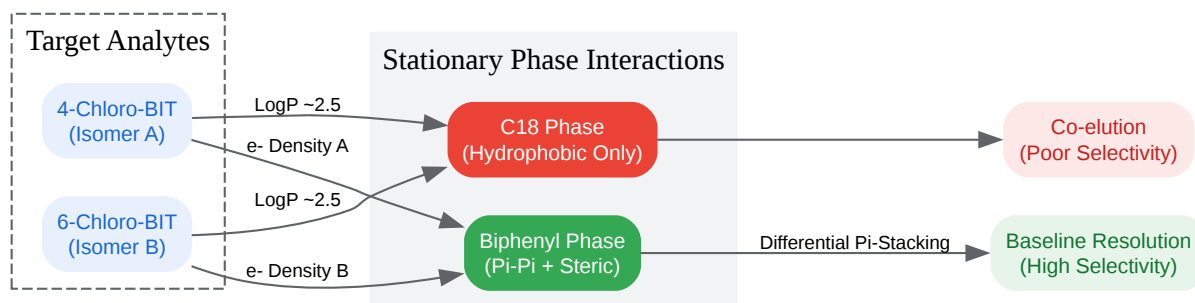 Target Analytes
4-Chloro-BIT
(Isomer A)
6-Chloro-BIT
(Isomer B)
LogP ~2.5
e- Density A
LogP ~2.5
e- Density B
Stationary Phase Interactions
C18 Phase
(Hydrophobic Only)
Biphenyl Phase
(Pi-Pi + Steric)
Differential Pi-Stacking
Co-elution
(Poor Selectivity)
Baseline Resolution
(High Selectivity)